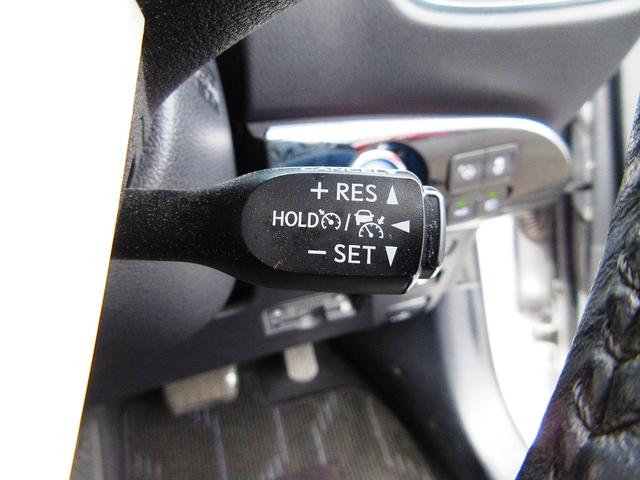 + RES
HOLD /
– SET